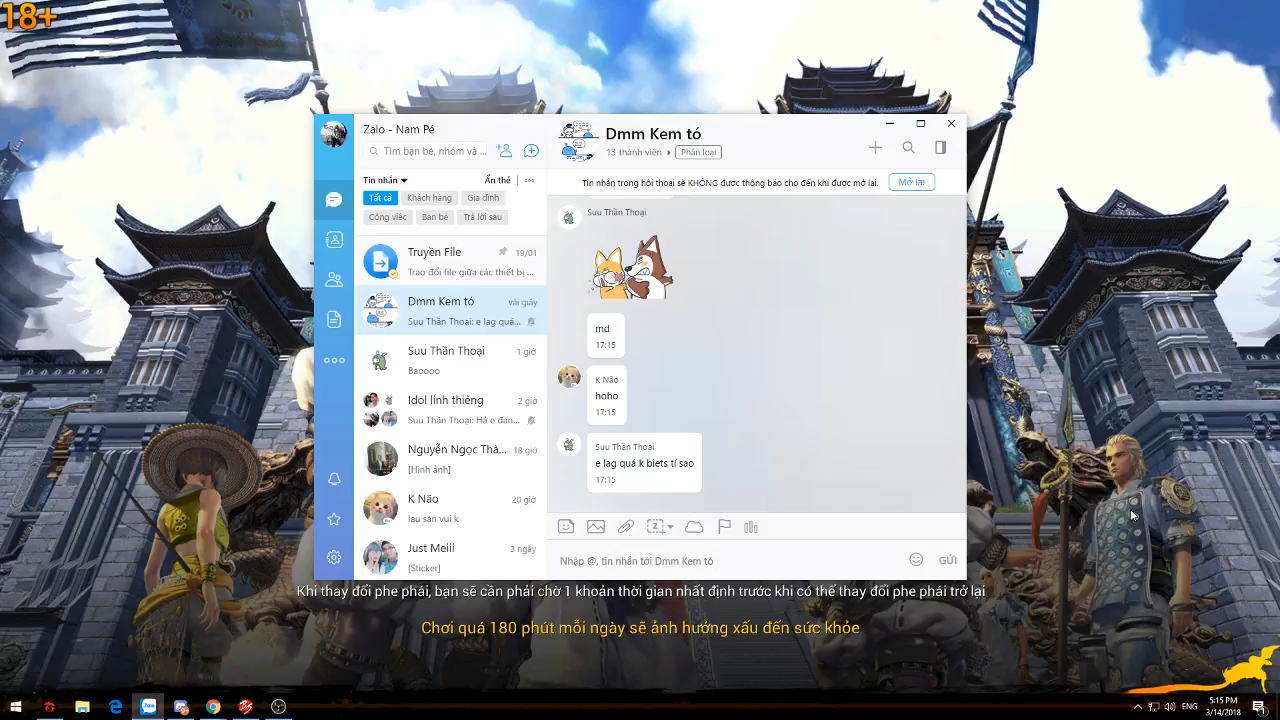 18+
Zalo - Nam Pé
Tìm bạn bè, nhóm và ...
Tin nhắn
Ẩn thẻ
Tất cả
Khách hàng
Gia đình
Công việc
Bạn bè
Trả lời sau
Truyền File
19/01
Trao đổi file giữa các thiết bị ...
Dmm Kem tó
vài giây
Suu Thần Thoại: e lag quá...
Suu Thần Thoại
1 giờ
Baoooo
Idol linh thiêng
2 giờ
Suu Thần Thoại: Hả e đan...
Nguyễn Ngọc Thà...
18 giờ
[Hình ảnh]
K Não
20 giờ
lau sàn vui k
Just Meiii
3 ngày
[Sticker]
Dmm Kem tó
13 thành viên
Phân loại
Tin nhắn trong hội thoại sẽ KHÔNG được thông báo cho đến khi được mở lại.
Mở lại
Suu Thần Thoại
md
17:15
K Não
hoho
17:15
Suu Thần Thoại
e lag quá k biets tí sao
17:15
Nhập @, tin nhắn tới Dmm Kem tó
GỬI
Khi thay đổi phe phái, bạn sẽ cần phải chờ 1 khoản thời gian nhất định trước khi có thể thay đổi phe phái trở lại
Chơi quá 180 phút mỗi ngày sẽ ảnh hưởng xấu đến sức khỏe
Zalo
ENG
5:15 PM
3/14/2018
1